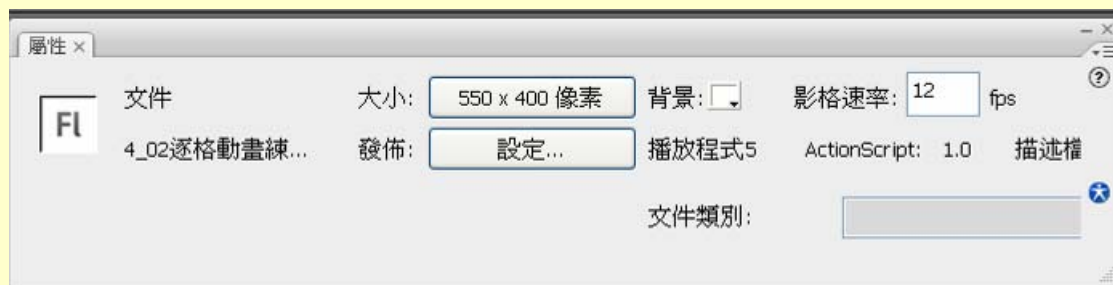 屬性
Fl 文件 大小: 550 x 400 像素 背景: 影格速率: 12 fps
4_02逐格動畫練... 發佈: 設定... 播放程式5 ActionScript: 1.0 描述檔
文件類別: